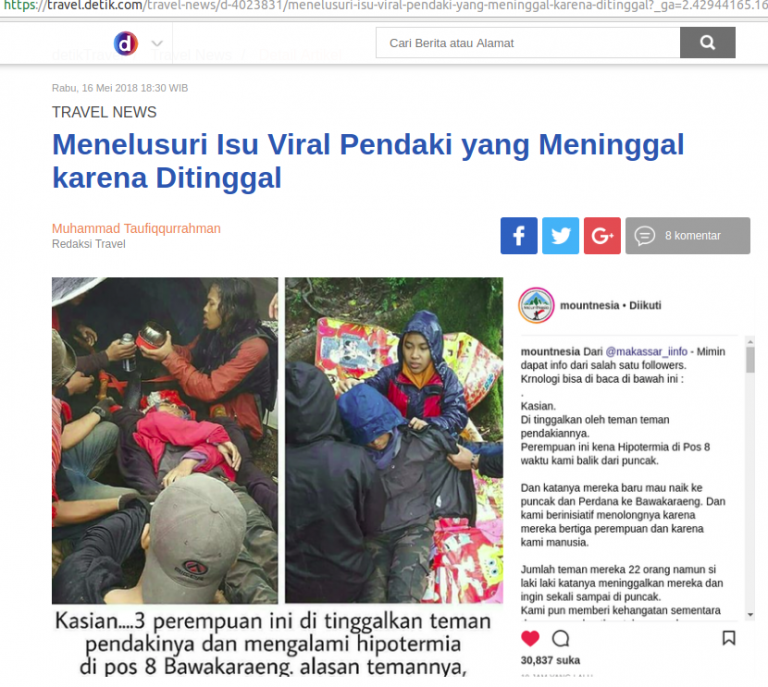 https://travel.detik.com/travel-news/d-4023831/menelusuri-isu-viral-pendaki-yang-meninggal-karena-ditinggal?_ga=2.42944165.16
d
Cari Berita atau Alamat
Rabu, 16 Mei 2018 18:30 WIB
TRAVEL NEWS
Menelusuri Isu Viral Pendaki yang Meninggal
karena Ditinggal
Muhammad Taufiqqurrahman
Redaksi Travel
f
G+
8 komentar
mountnesia • Diikuti
mountnesia Dari @makassar_iinfo - Mimin
dapat info dari salah satu followers.
Krnologi bisa di baca di bawah ini :
.
Kasian.
Di tinggalkan oleh teman teman
pendakiannya.
Perempuan ini kena Hipotermia di Pos 8
waktu kami balik dari puncak.
Dan katanya mereka baru mau naik ke
puncak dan Perdana ke Bawakaraeng. Dan
kami berinisiatif menolongnya karena
mereka bertiga perempuan dan karena
kami manusia.
Jumlah teman mereka 22 orang namun si
laki laki katanya meninggalkan mereka dan
ingin sekali sampai di puncak.
Kami pun memberi kehangatan sementara
30,837 suka
Kasian....3 perempuan ini di tinggalkan teman
pendakinya dan mengalami hipotermia
di pos 8 Bawakaraeng. alasan temannya,